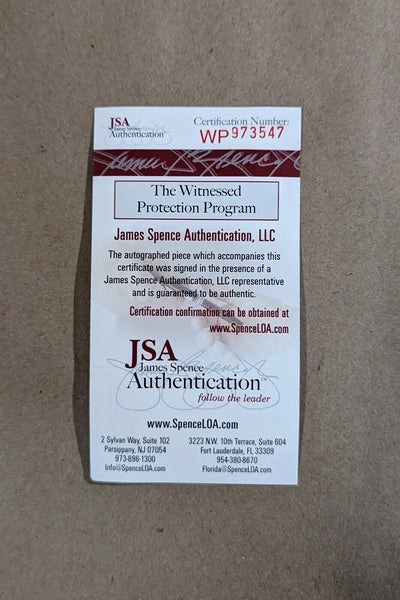 JSA
James Spence
Authentication™
Certification Number:
WP973547
The Witnessed
Protection Program
James Spence Authentication, LLC
The autographed piece which accompanies this
certificate was signed in the presence of a
James Spence Authentication, LLC representative
and is guaranteed to be authentic.
Certification confirmation can be obtained at
www.SpenceLOA.com
JSA
James Spence
Authentication™
follow the leader
www.SpenceLOA.com
2 Sylvan Way, Suite 102
Parsippany, NJ 07054
973-898-1300
Info@SpenceLOA.com
3223 N.W. 10th Terrace, Suite 604
Fort Lauderdale, FL 33309
954-380-8670
Florida@SpenceLOA.com